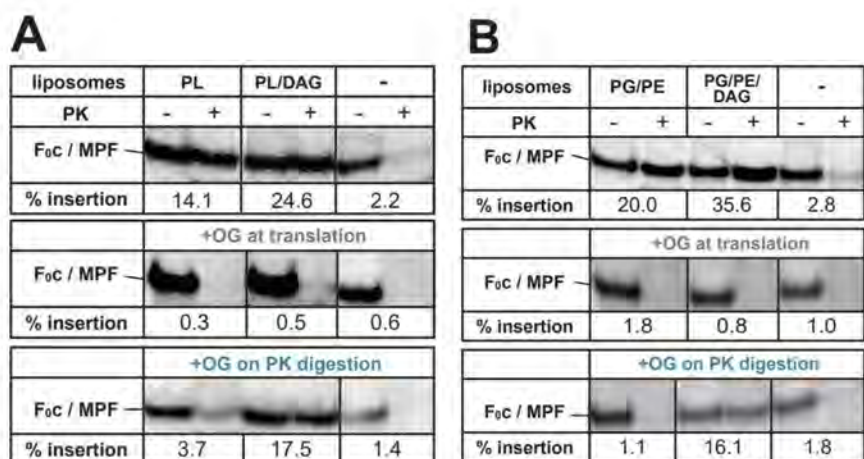 A
liposomes PL PL/DAG -
PK - + - + - +
F₀c / MPF
% insertion 14.1 24.6 2.2
+OG at translation
F₀c / MPF
% insertion 0.3 0.5 0.6
+OG on PK digestion
F₀c / MPF
% insertion 3.7 17.5 1.4
B
liposomes PG/PE PG/PE/ -
DAG
PK - + - + - +
F₀c / MPF
% insertion 20.0 35.6 2.8
+OG at translation
F₀c / MPF
% insertion 1.8 0.8 1.0
+OG on PK digestion
F₀c / MPF
% insertion 1.1 16.1 1.8